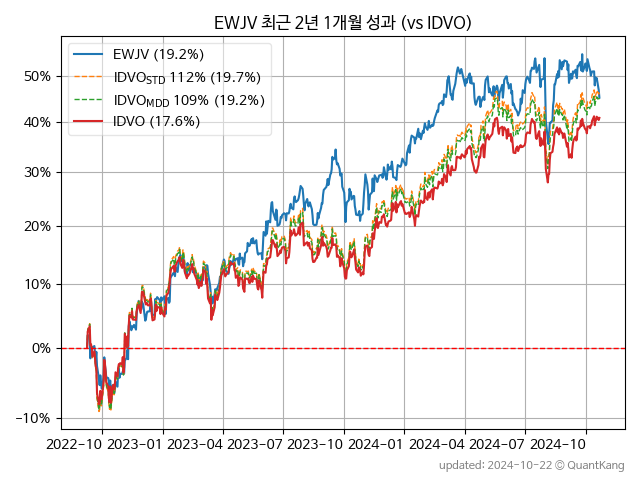 EWJV 최근 2년 1개월 성과 (vs IDVO)
EWJV (19.2%)
IDVOSTD 112% (19.7%)
IDVOMDD 109% (19.2%)
IDVO (17.6%)
50%
40%
30%
20%
10%
0%
−10%
2022−10 2023−01 2023−04 2023−07 2023−10 2024−01 2024−04 2024−07 2024−10
updated: 2024-10-22 © QuantKang